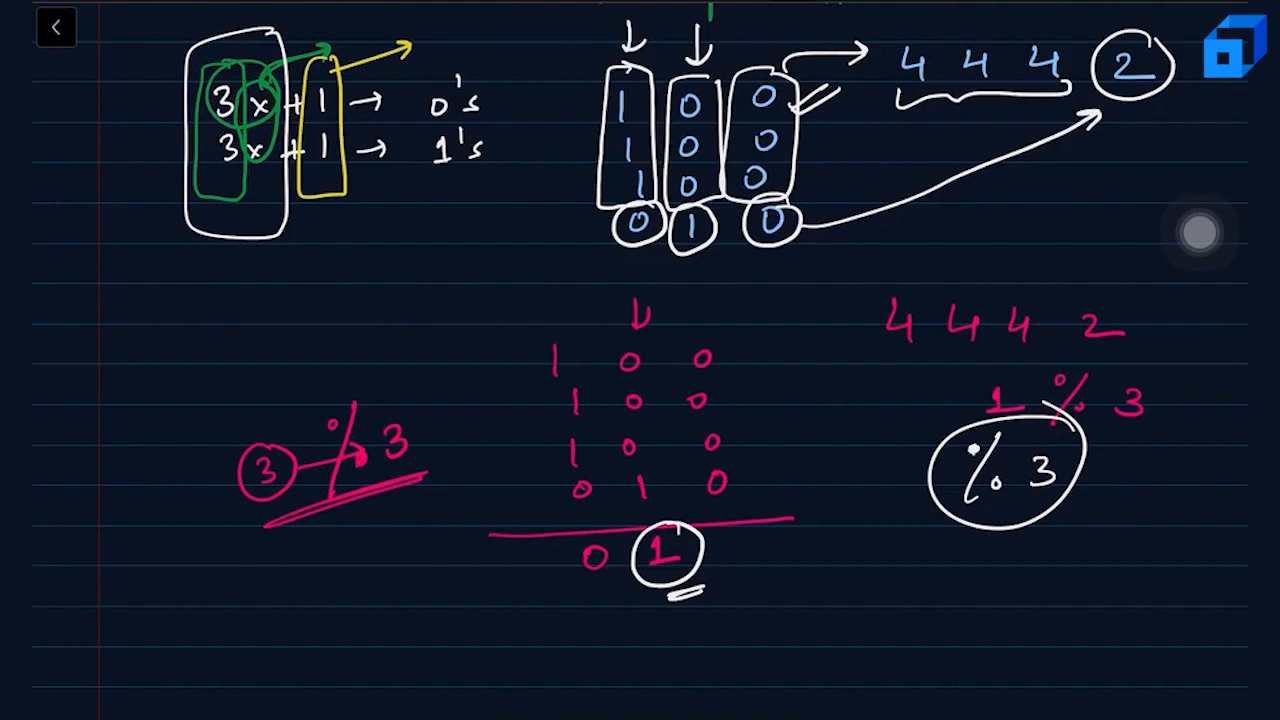 3x + 1 → 0's
3x + 1 → 1's
1 0 0 → 4 4 4 2
1 0 0
1 0 0
0 1 0
4 4 4 2
1 0 0
1 0 0
1 % 3
3 → % 3
1 0 0
% 3
0 1 0
0 1